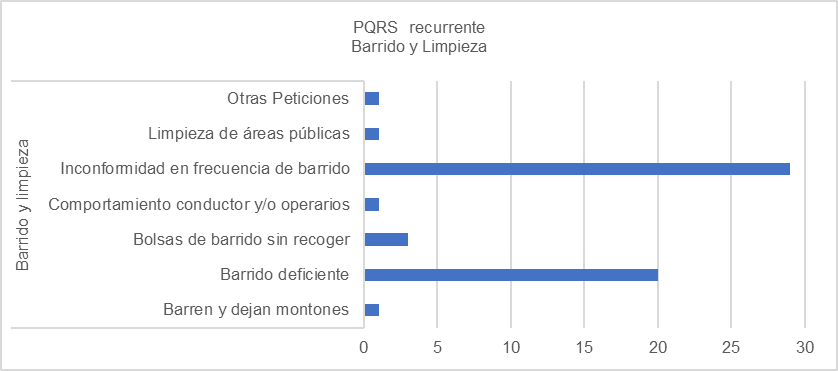 PQRS recurrente
Barrido y Limpieza
Barrido y limpieza
Otras Peticiones
Limpieza de áreas públicas
Inconformidad en frecuencia de barrido
Comportamiento conductor y/o operarios
Bolsas de barrido sin recoger
Barrido deficiente
Barren y dejan montones
0 5 10 15 20 25 30